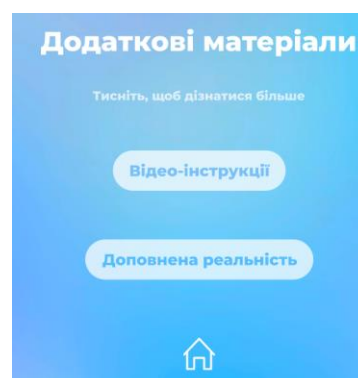 Додаткові матеріали
Тисніть, щоб дізнатися більше
Відео-інструкції
Доповнена реальність